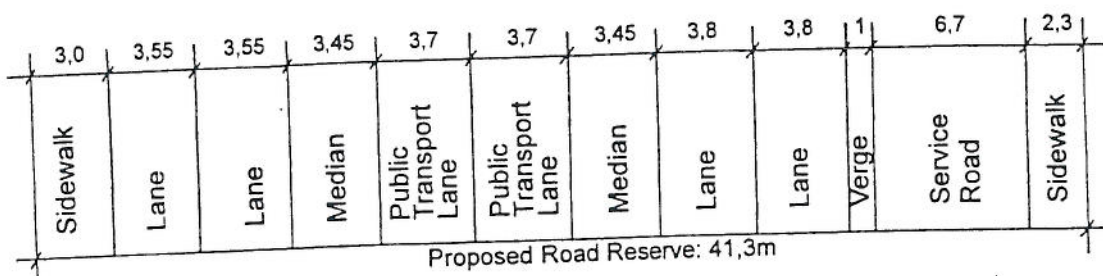 3,0 3,55 3,55 3,45 3,7 3,7 3,45 3,8 3,8 1 6,7 2,3
Sidewalk
Lane
Lane
Median
Public
Transport
Lane
Public
Transport
Lane
Median
Lane
Lane
Verge
Service
Road
Sidewalk
Proposed Road Reserve: 41,3m